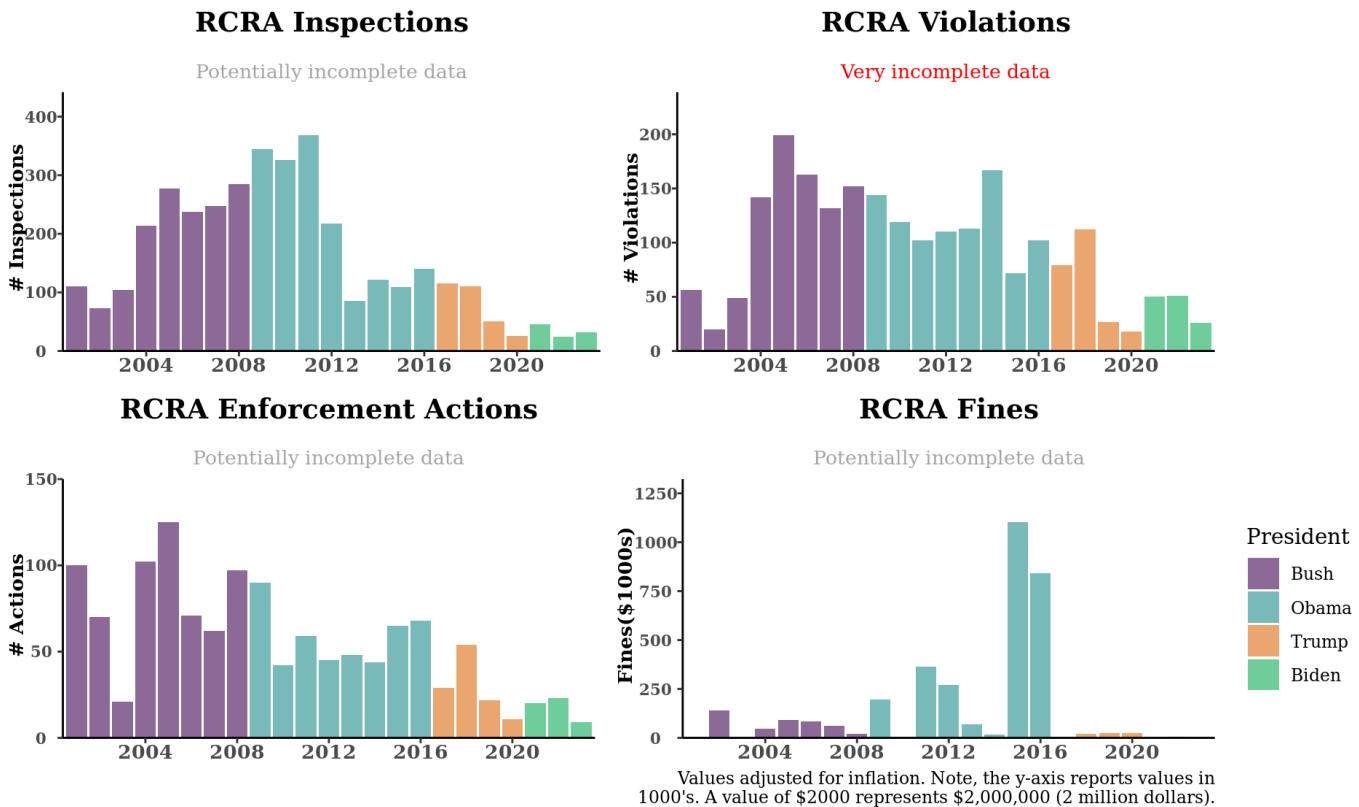 RCRA Inspections
Potentially incomplete data
# Inspections
400
300
200
100
0
2004 2008 2012 2016 2020
RCRA Violations
Very incomplete data
# Violations
200
150
100
50
0
2004 2008 2012 2016 2020
RCRA Enforcement Actions
Potentially incomplete data
# Actions
150
100
50
0
2004 2008 2012 2016 2020
RCRA Fines
Potentially incomplete data
Fines($1000s)
1250
1000
750
500
250
0
2004 2008 2012 2016 2020
President
Bush
Obama
Trump
Biden
Values adjusted for inflation. Note, the y-axis reports values in
1000's. A value of $2000 represents $2,000,000 (2 million dollars).